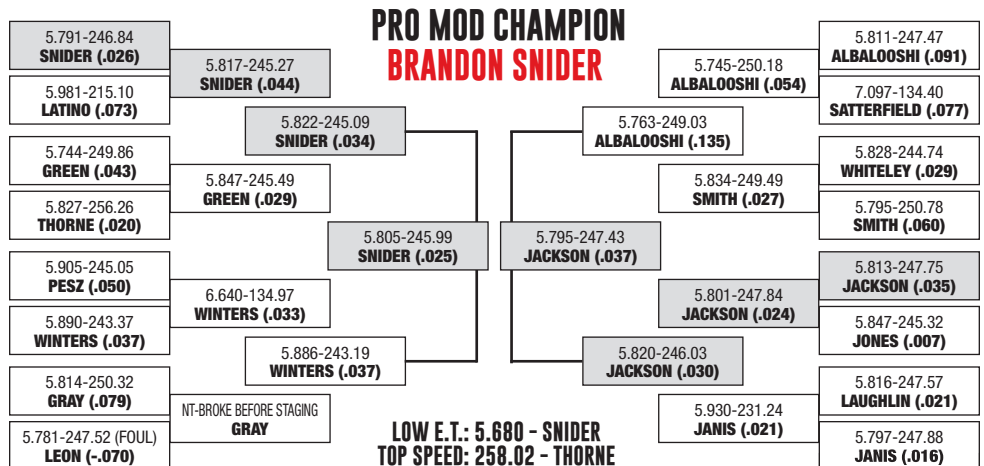 PRO MOD CHAMPION
BRANDON SNIDER
5.791-246.84
SNIDER (.026)
5.981-215.10
LATINO (.073)
5.744-249.86
GREEN (.043)
5.827-256.26
THORNE (.020)
5.905-245.05
PESZ (.050)
5.890-243.37
WINTERS (.037)
5.814-250.32
GRAY (.079)
5.781-247.52 (FOUL)
LEON (-.070)
5.817-245.27
SNIDER (.044)
5.847-245.49
GREEN (.029)
6.640-134.97
WINTERS (.033)
NT-BROKE BEFORE STAGING
GRAY
5.822-245.09
SNIDER (.034)
5.886-243.19
WINTERS (.037)
5.805-245.99
SNIDER (.025)
5.795-247.43
JACKSON (.037)
5.763-249.03
ALBALOOSHI (.135)
5.820-246.03
JACKSON (.030)
5.745-250.18
ALBALOOSHI (.054)
5.834-249.49
SMITH (.027)
5.801-247.84
JACKSON (.024)
5.930-231.24
JANIS (.021)
5.811-247.47
ALBALOOSHI (.091)
7.097-134.40
SATTERFIELD (.077)
5.828-244.74
WHITELEY (.029)
5.795-250.78
SMITH (.060)
5.813-247.75
JACKSON (.035)
5.847-245.32
JONES (.007)
5.816-247.57
LAUGHLIN (.021)
5.797-247.88
JANIS (.016)
LOW E.T.: 5.680 - SNIDER
TOP SPEED: 258.02 - THORNE